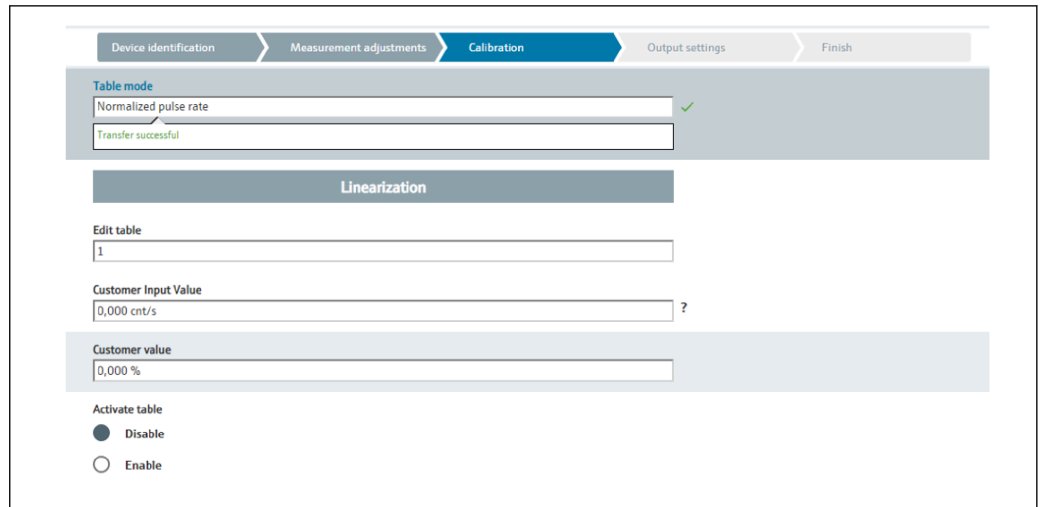 Device identification Measurement adjustments Calibration Output settings Finish
Table mode
Normalized pulse rate
Transfer successful
Linearization
Edit table
1
Customer Input Value
0,000 cnt/s ?
Customer value
0,000 %
Activate table
Disable
Enable